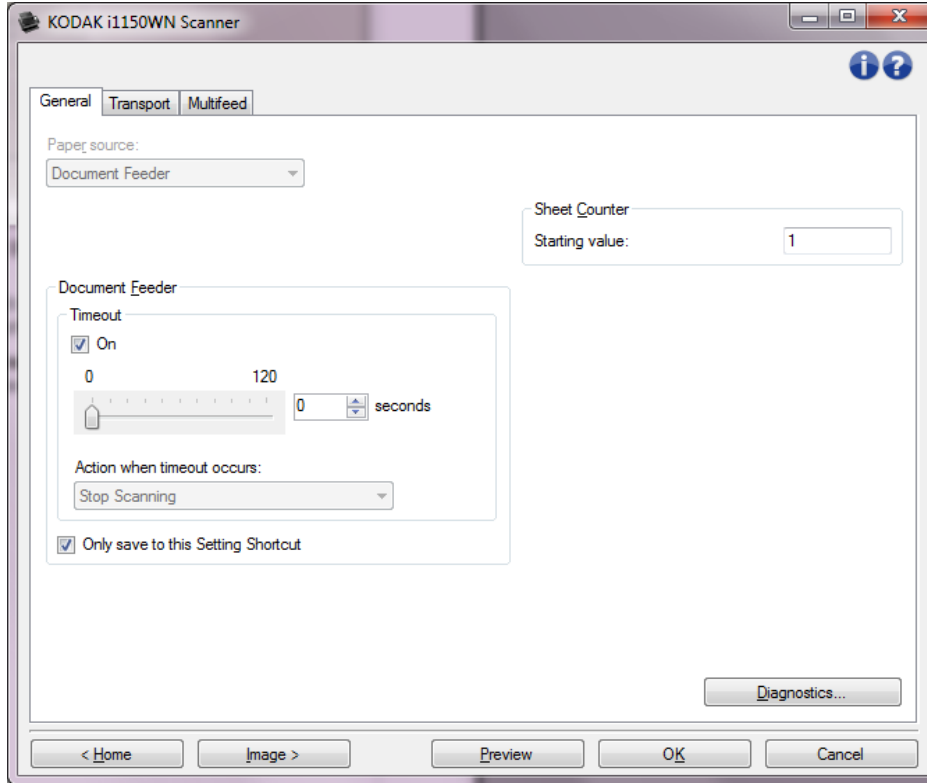 KODAK i1150WN Scanner
General Transport Multifeed
Paper source:
Document Feeder
Sheet Counter
Starting value: 1
Document Feeder
Timeout
On
0 120
0 seconds
Action when timeout occurs:
Stop Scanning
Only save to this Setting Shortcut
Diagnostics...
< Home Image > Preview OK Cancel